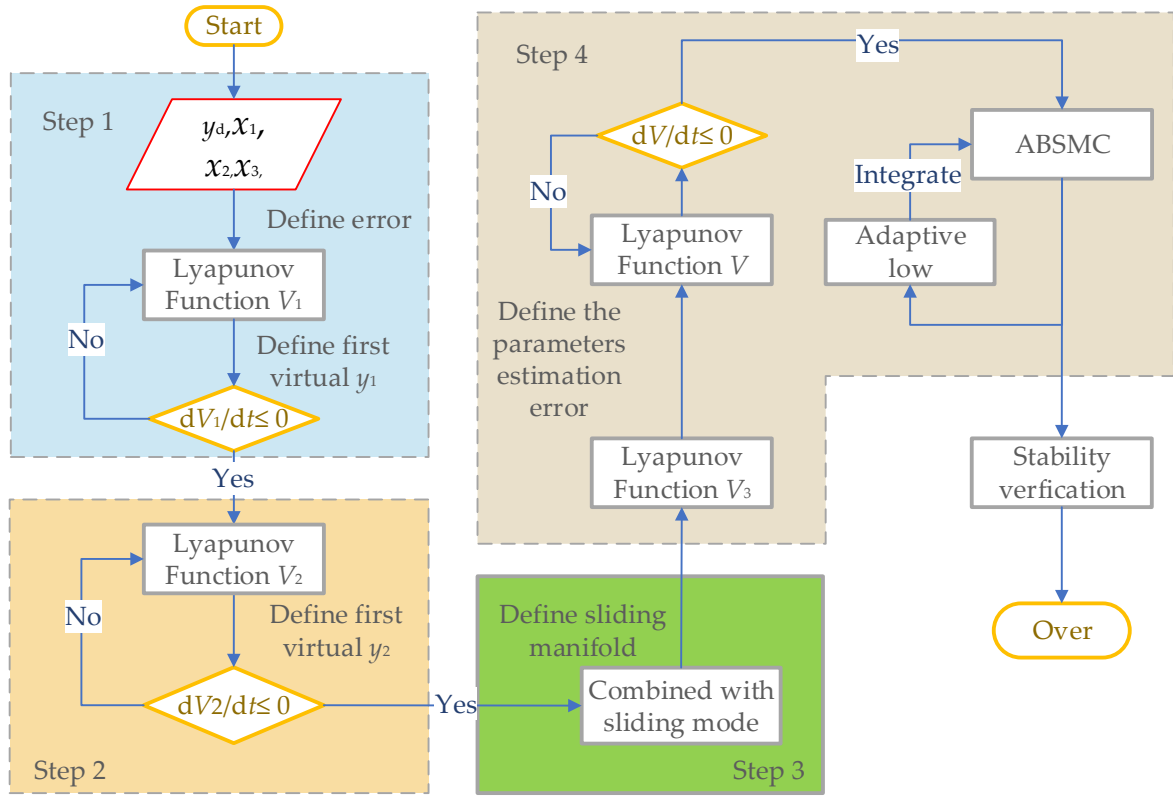 Start
Step 1
yd,x1,
x2,x3,
Define error
Lyapunov
Function V1
No
Define first
virtual y1
dV1/dt≤ 0
Yes
Lyapunov
Function V2
No
Define first
virtual y2
dV2/dt≤ 0
Step 2
Yes
Define sliding
manifold
Combined with
sliding mode
Step 3
Step 4
Lyapunov
Function V3
Define the
parameters
estimation
error
Lyapunov
Function V
No
dV/dt≤ 0
Yes
ABSMC
Integrate
Adaptive
low
Stability
verfication
Over